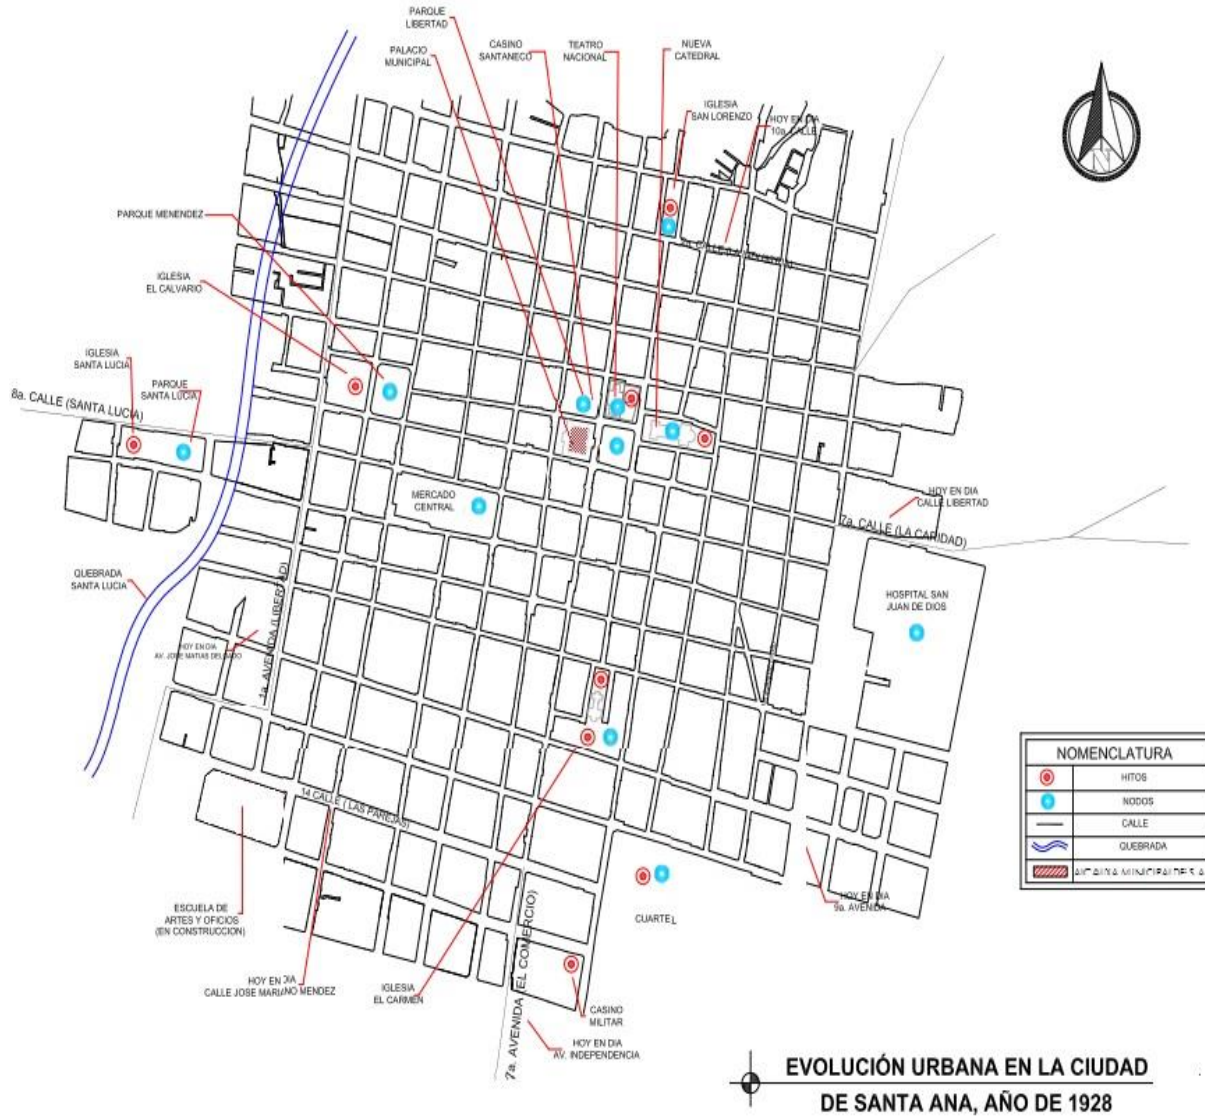 PARQUE
LIBERTAD
PALACIO
MUNICIPAL
CASINO
SANTANECO
TEATRO
NACIONAL
NUEVA
CATEDRAL
IGLESIA
SAN LORENZO
HOY EN DIA
10a. CALLE
N
PARQUE MENENDEZ
IGLESIA
EL CALVARIO
IGLESIA
SANTA LUCIA
PARQUE
SANTA LUCIA
8a. CALLE (SANTA LUCIA)
MERCADO
CENTRAL
HOY EN DIA
CALLE LIBERTAD
7a. CALLE (LA CARIDAD)
QUEBRADA
SANTA LUCIA
HOSPITAL SAN
JUAN DE DIOS
HOY EN DIA
AV. JOSE MATIAS DELGADO
1a. AVENIDA (LIBERTAD)
14 CALLE ( LAS PAREJAS)
ESCUELA DE
ARTES Y OFICIOS
(EN CONSTRUCCION)
HOY EN DIA
CALLE JOSE MARIANO MENDEZ
IGLESIA
EL CARMEN
7a. AVENIDA (EL COMERCIO)
CASINO
MILITAR
HOY EN DIA
AV. INDEPENDENCIA
CUARTEL
HOY EN DIA
9a. AVENIDA
NOMENCLATURA
HITOS
NODOS
CALLE
QUEBRADA
ALCALDIA MUNICIPAL DE S.A
EVOLUCIÓN URBANA EN LA CIUDAD
DE SANTA ANA, AÑO DE 1928